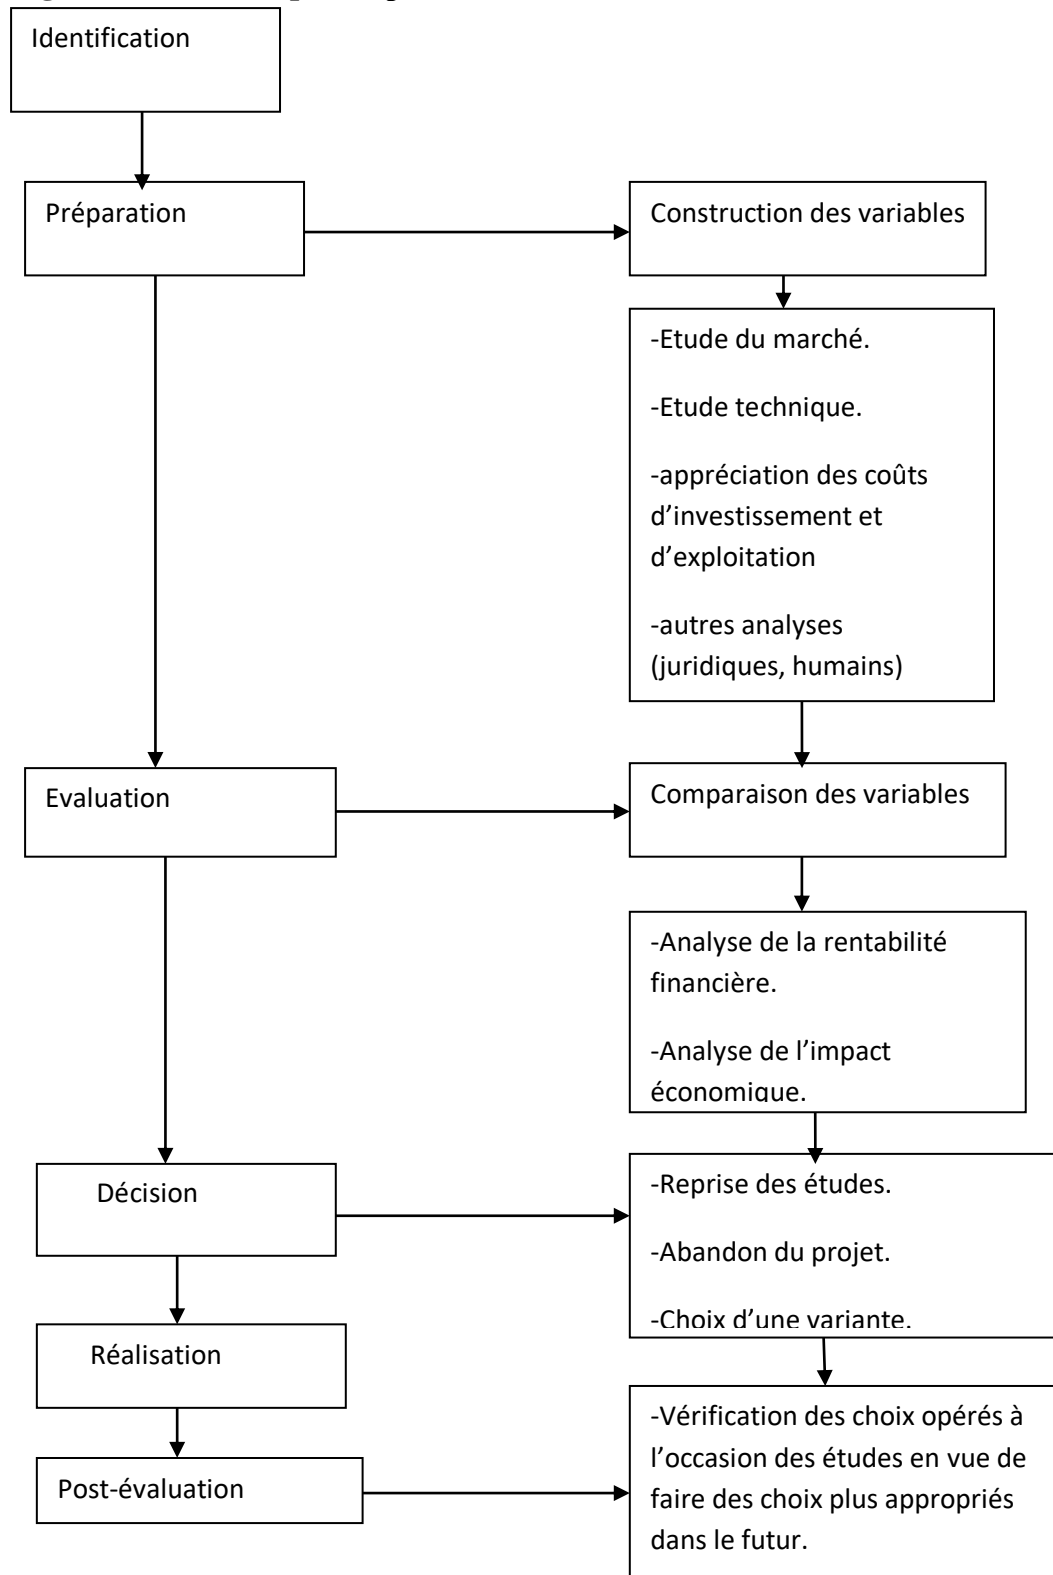 Identification
Préparation
Construction des variables
-Etude du marché.
-Etude technique.
-appréciation des coûts
d’investissement et
d’exploitation
-autres analyses
(juridiques, humains)
Evaluation
Comparaison des variables
-Analyse de la rentabilité
financière.
-Analyse de l’impact
économique.
Décision
-Reprise des études.
-Abandon du projet.
-Choix d’une variante.
Réalisation
-Vérification des choix opérés à
l’occasion des études en vue de
faire des choix plus appropriés
dans le futur.
Post-évaluation